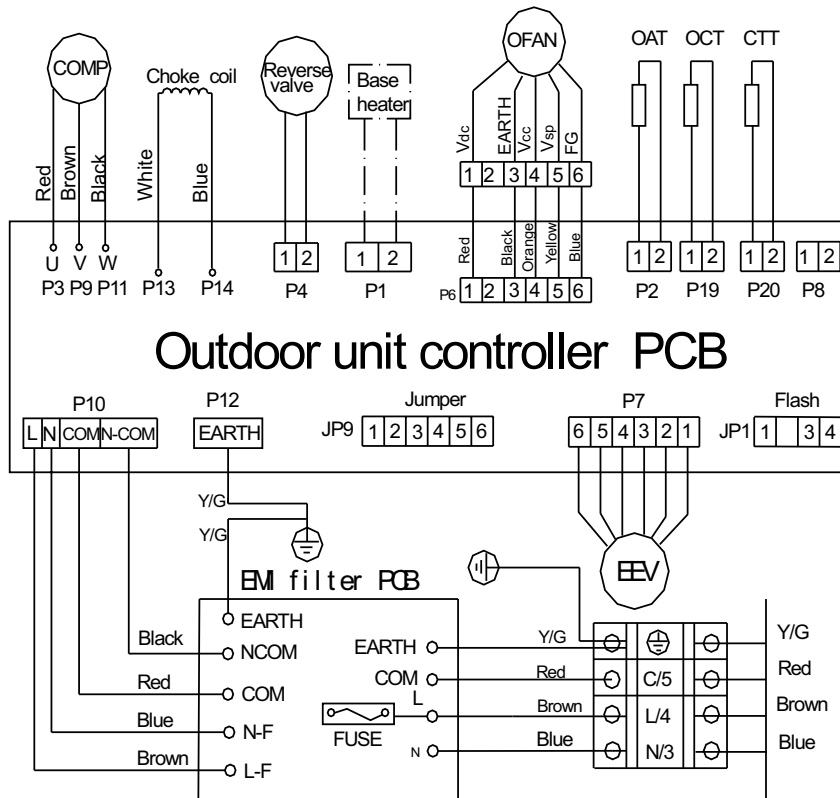 COMP
Choke coil
Reverse
valve
Base
heater
OFAN
OAT
OCT
CTT
Red
Brown
Black
White
Blue
Vdc
EARTH
Vcc
Vsp
FG
1 2 3 4 5 6
Red
Black
Orange
Yellow
Blue
U V W
P3 P9 P11 P13 P14
1 2
P4
1 2
P1
P6 1 2 3 4 5 6
1 2
P2
1 2
P19
1 2
P20
1 2
P8
Outdoor unit controller PCB
P10
L N COM N-COM
P12
EARTH
Jumper
JP9 1 2 3 4 5 6
P7
6 5 4 3 2 1
Flash
JP1 1 3 4
Y/G
Y/G
EMI filter PCB
EEV
EARTH
Black
NCOM
Red
COM
Blue
N-F
Brown
L-F
FUSE
EARTH
Y/G
Y/G
COM
Red
C/5
Red
L
Brown
L/4
Brown
N
Blue
N/3
Blue